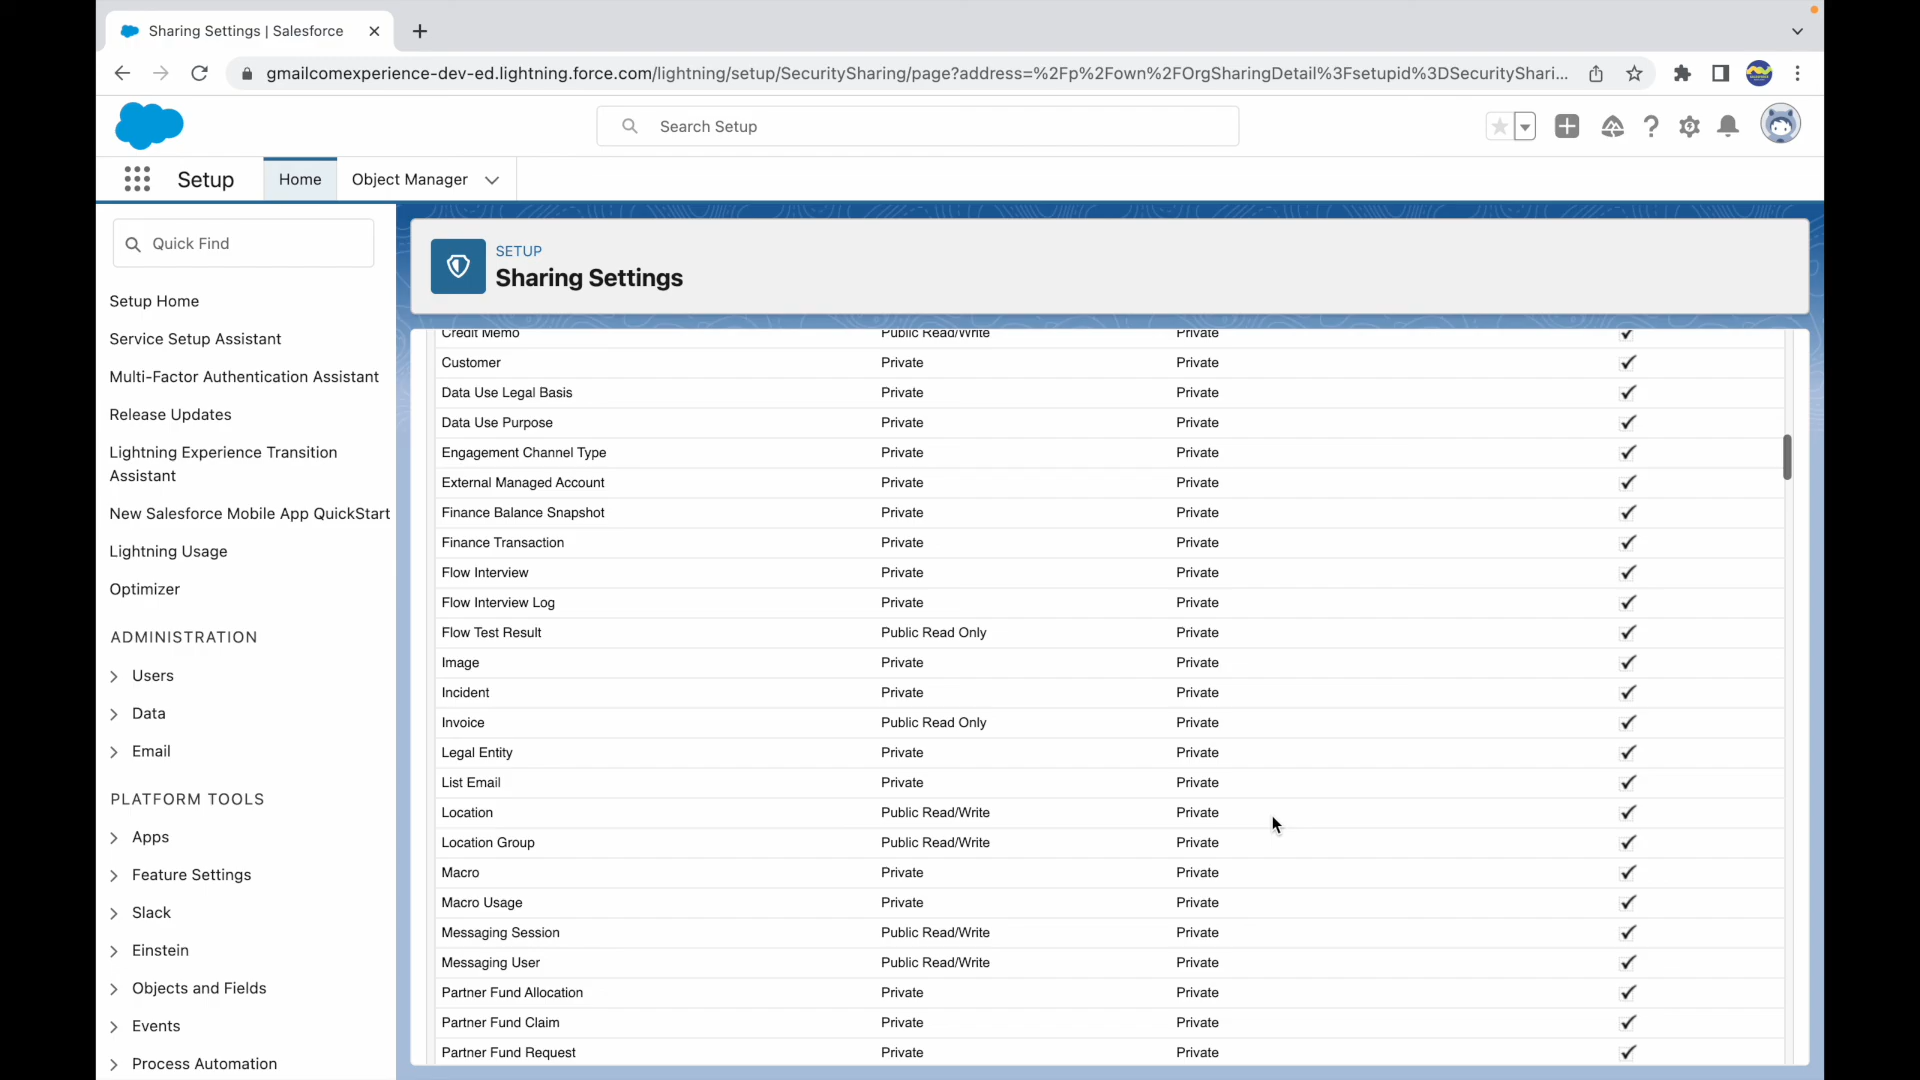 Sharing Settings | Salesforce
gmailcomexperience-dev-ed.lightning.force.com/lightning/setup/SecuritySharing/page?address=%2Fp%2Fown%2FOrgSharingDetail%3Fsetupid%3DSecurityShari...
Search Setup
Setup
Home
Object Manager
Quick Find
SETUP
Sharing Settings
Setup Home
Service Setup Assistant
Multi-Factor Authentication Assistant
Release Updates
Lightning Experience Transition
Assistant
New Salesforce Mobile App QuickStart
Lightning Usage
Optimizer
ADMINISTRATION
Users
Data
Email
PLATFORM TOOLS
Apps
Feature Settings
Slack
Einstein
Objects and Fields
Events
Process Automation
Credit Memo Public Read/Write Private
Customer Private Private
Data Use Legal Basis Private Private
Data Use Purpose Private Private
Engagement Channel Type Private Private
External Managed Account Private Private
Finance Balance Snapshot Private Private
Finance Transaction Private Private
Flow Interview Private Private
Flow Interview Log Private Private
Flow Test Result Public Read Only Private
Image Private Private
Incident Private Private
Invoice Public Read Only Private
Legal Entity Private Private
List Email Private Private
Location Public Read/Write Private
Location Group Public Read/Write Private
Macro Private Private
Macro Usage Private Private
Messaging Session Public Read/Write Private
Messaging User Public Read/Write Private
Partner Fund Allocation Private Private
Partner Fund Claim Private Private
Partner Fund Request Private Private